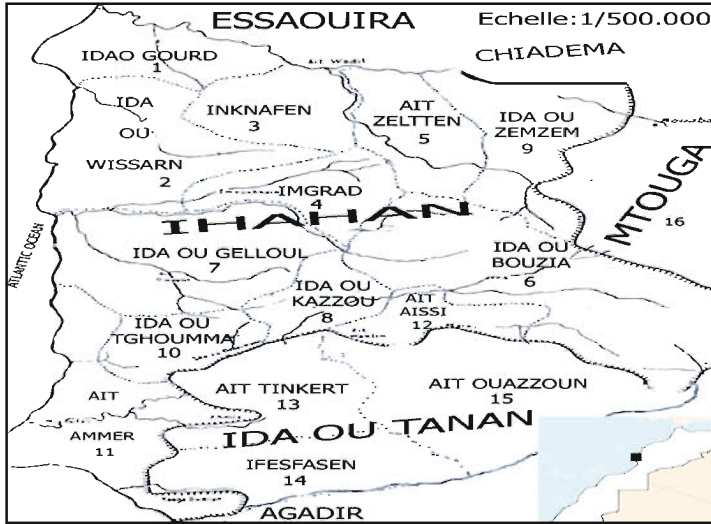 ESSAOUIRA
Echelle:1/500.000
CHIADEMA
IDAO GOURD
1
IDA
OU
WISSARN
2
INKNAFEN
3
AIT
ZELTTEN
5
IDA OU
ZEMZEM
9
IMGRAD
4
IHAHAN
MTOUGA
16
ATLANTIC OCEAN
IDA OU GELLOUL
7
IDA OU
BOUZIA
6
IDA OU
KAZZOU
8
AIT
AISSI
12
IDA OU
TGHOUMMA
10
AIT
AMMER
11
AIT TINKERT
13
AIT OUAZZOUN
15
IDA OU TANAN
IFESFASEN
14
AGADIR